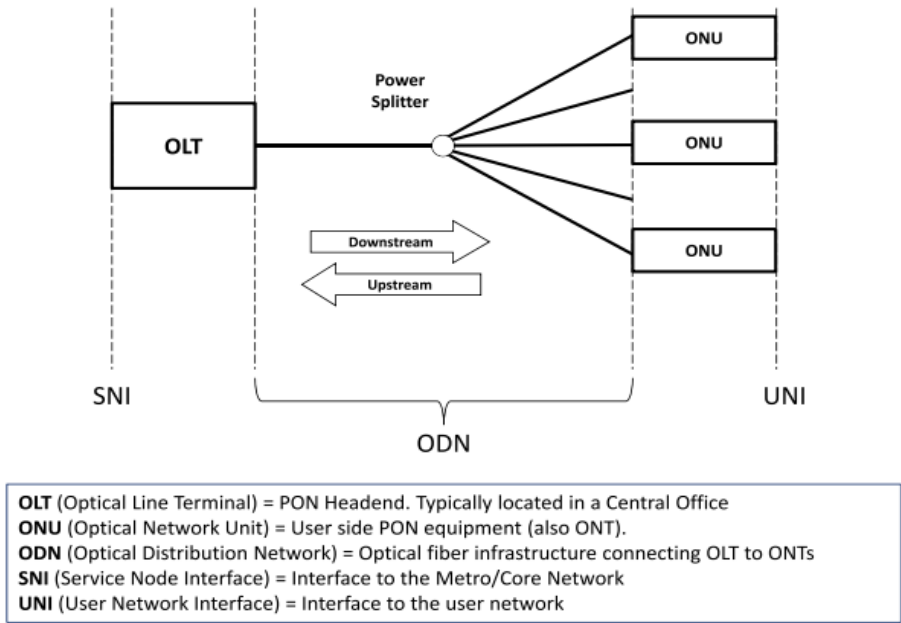 ONU
Power
Splitter
OLT
ONU
Downstream
ONU
Upstream
SNI
UNI
ODN
OLT (Optical Line Terminal) = PON Headend. Typically located in a Central Office
ONU (Optical Network Unit) = User side PON equipment (also ONT).
ODN (Optical Distribution Network) = Optical fiber infrastructure connecting OLT to ONTs
SNI (Service Node Interface) = Interface to the Metro/Core Network
UNI (User Network Interface) = Interface to the user network